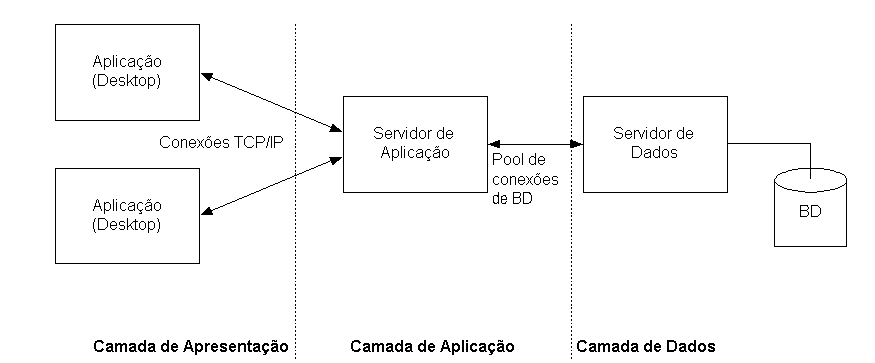 Aplicação
(Desktop)
Conexões TCP/IP
Aplicação
(Desktop)
Servidor de
Aplicação
Pool de
conexões
de BD
Servidor de
Dados
BD
Camada de Apresentação
Camada de Aplicação
Camada de Dados